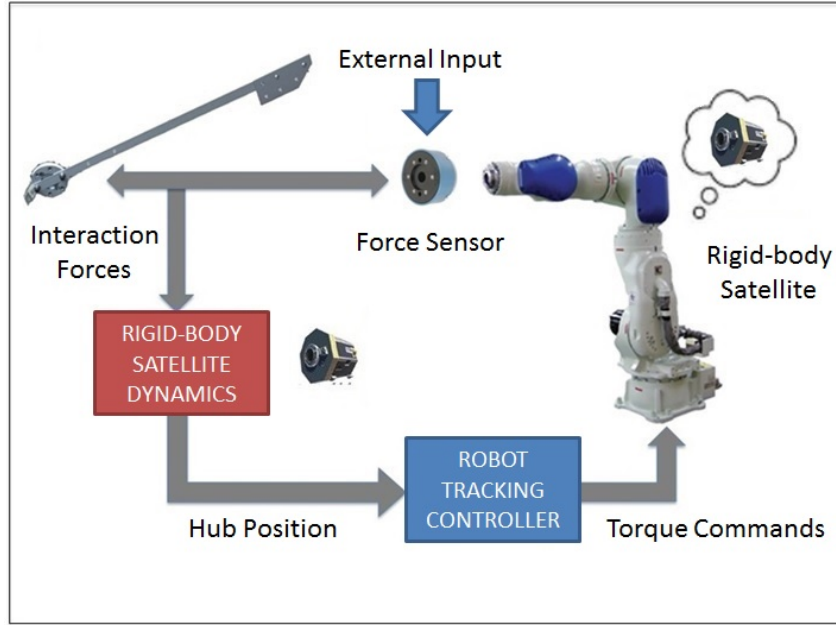 External Input
Interaction
Forces
Force Sensor
Rigid-body
Satellite
RIGID-BODY
SATELLITE
DYNAMICS
ROBOT
TRACKING
CONTROLLER
Hub Position
Torque Commands